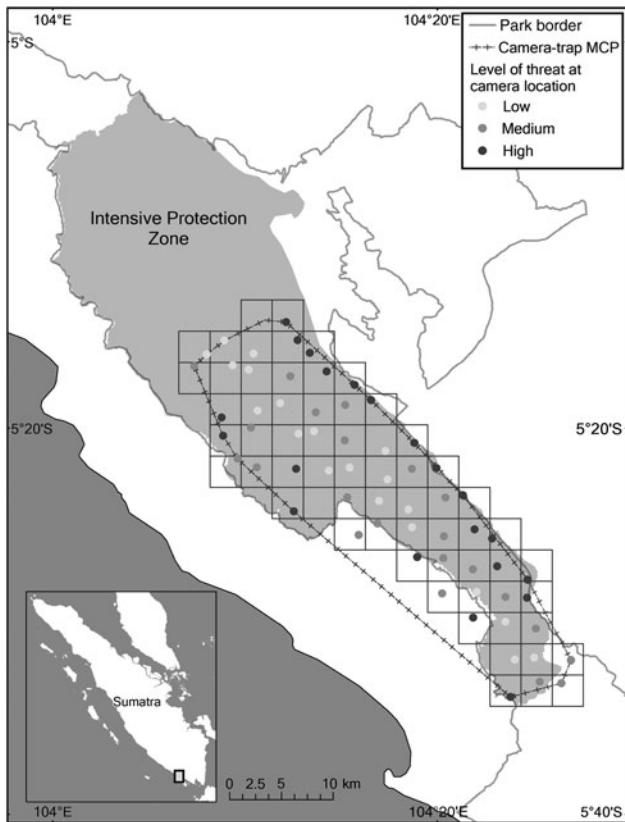 104°E
104°20'E
5°S
Park border
Camera-trap MCP
Level of threat at
camera location
Low
Medium
High
Intensive Protection
Zone
5°20'S
5°20'S
Sumatra
0 2.5 5 10 km
104°E
104°20'E
5°40'S